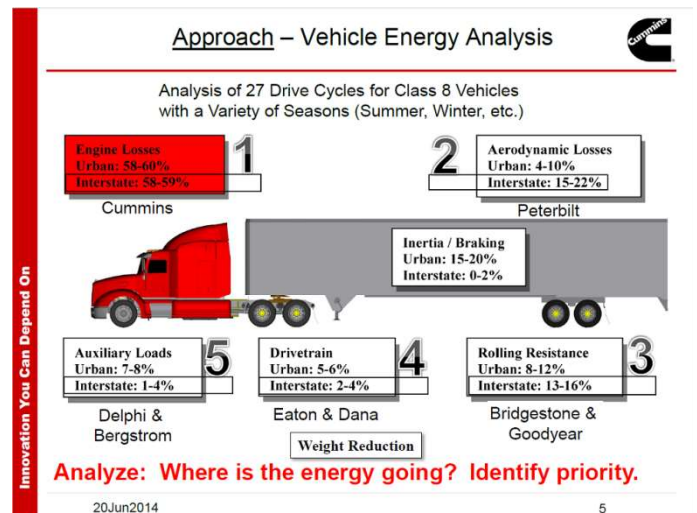 Approach – Vehicle Energy Analysis
Cummins
Analysis of 27 Drive Cycles for Class 8 Vehicles
with a Variety of Seasons (Summer, Winter, etc.)
Engine Losses
Urban: 58-60%
Interstate: 58-59%
1
Cummins
2
Aerodynamic Losses
Urban: 4-10%
Interstate: 15-22%
Peterbilt
Inertia / Braking
Urban: 15-20%
Interstate: 0-2%
Auxiliary Loads
Urban: 7-8%
Interstate: 1-4%
5
Delphi &
Bergstrom
Drivetrain
Urban: 5-6%
Interstate: 2-4%
4
Eaton & Dana
Rolling Resistance
Urban: 8-12%
Interstate: 13-16%
3
Bridgestone &
Goodyear
Weight Reduction
Analyze: Where is the energy going? Identify priority.
Innovation You Can Depend On
20Jun2014
5